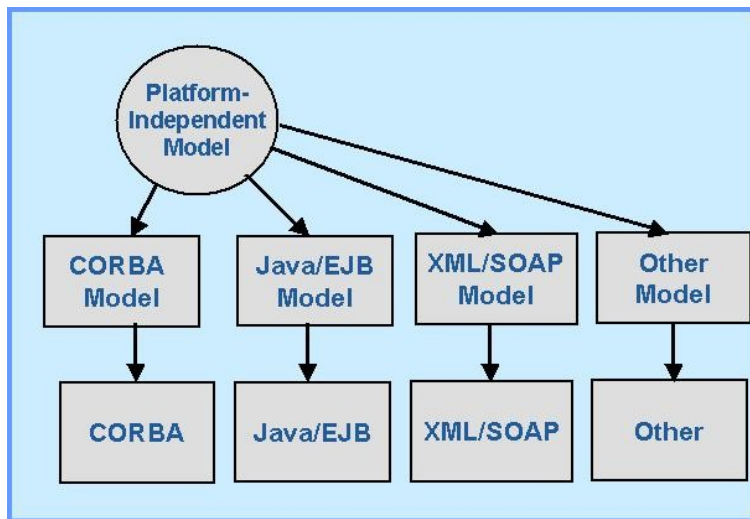 Platform-
Independent
Model
CORBA
Model
Java/EJB
Model
XML/SOAP
Model
Other
Model
CORBA
Java/EJB
XML/SOAP
Other